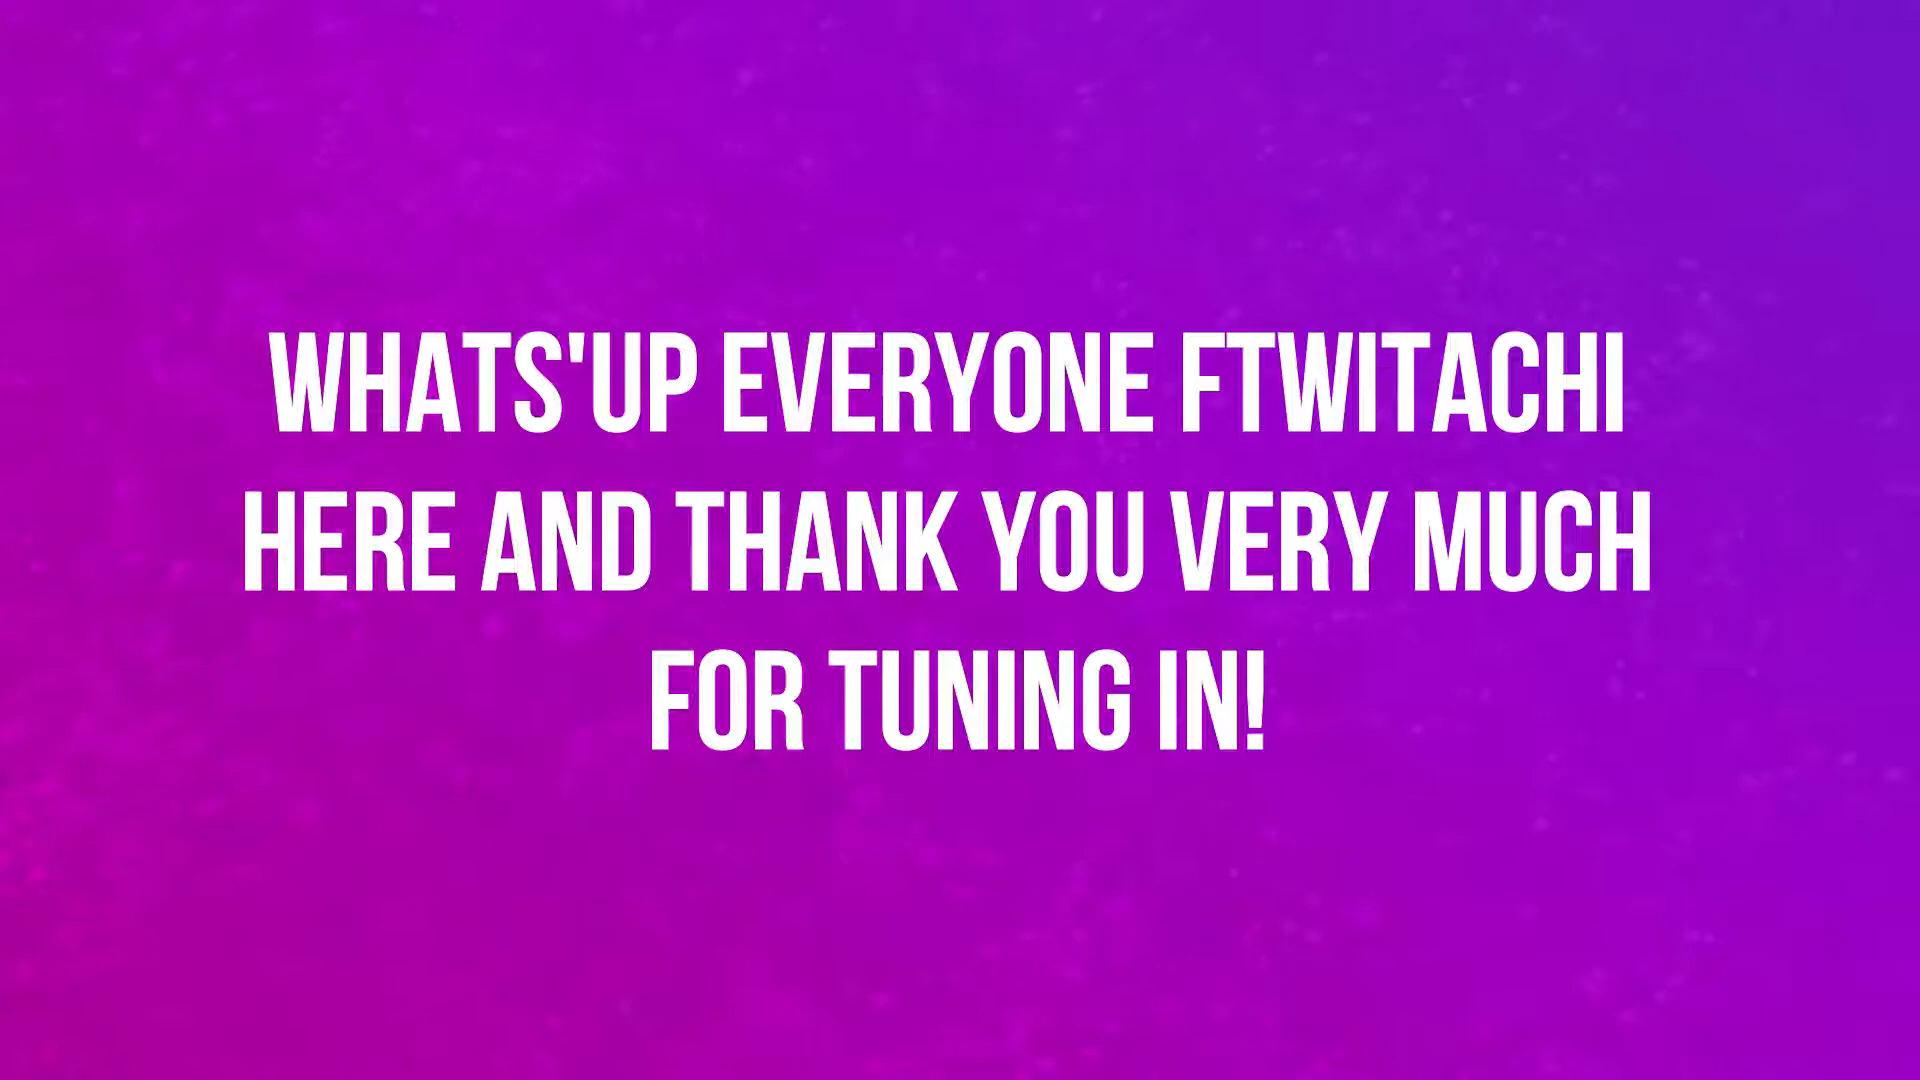 WHATS'UP EVERYONE FTWITACHI
HERE AND THANK YOU VERY MUCH
FOR TUNING IN!